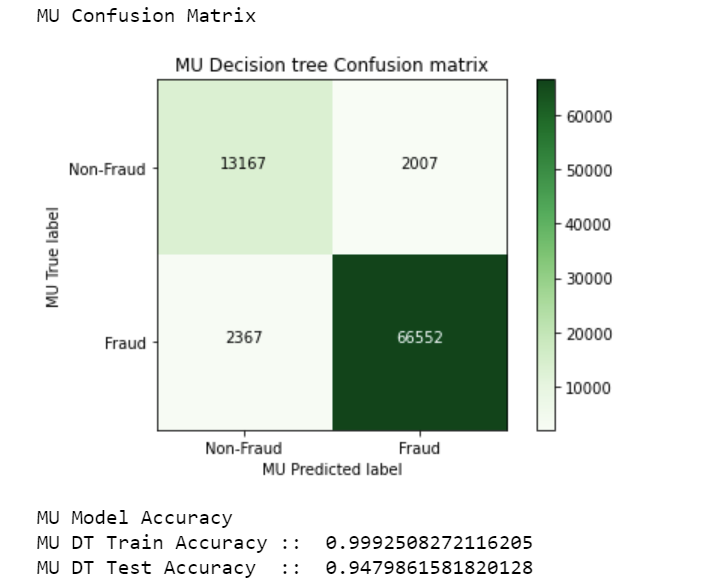 MU Confusion Matrix
MU Decision tree Confusion matrix
Non-Fraud
13167
2007
Fraud
2367
66552
MU True label
Non-Fraud
Fraud
MU Predicted label
60000
50000
40000
30000
20000
10000
MU Model Accuracy
MU DT Train Accuracy :: 0.9992508272116205
MU DT Test Accuracy :: 0.9479861581820128